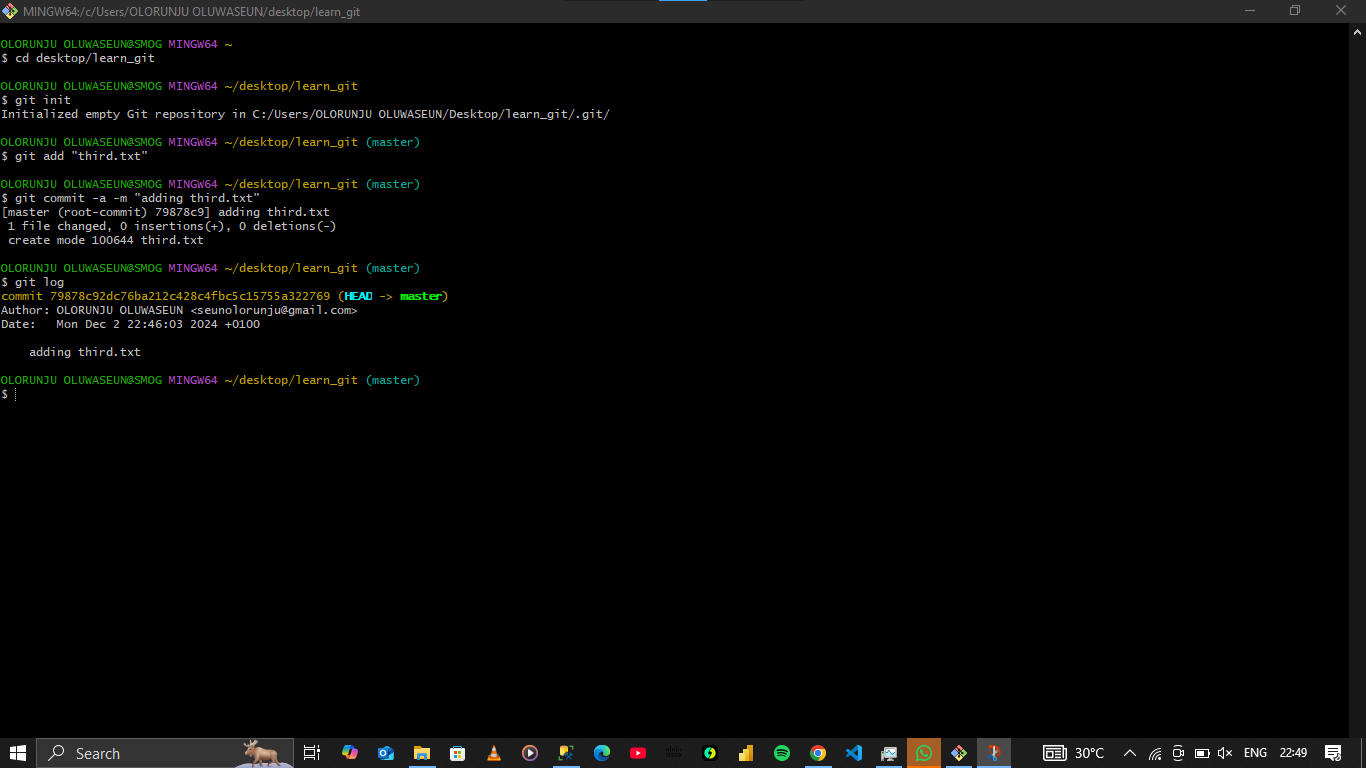 MINGW64:/c/Users/OLORUNJU OLUWASEUN/desktop/learn_git
OLORUNJU OLUWASEUN@SMOG MINGW64 ~
$ cd desktop/learn_git
OLORUNJU OLUWASEUN@SMOG MINGW64 ~/desktop/learn_git
$ git init
Initialized empty Git repository in C:/Users/OLORUNJU OLUWASEUN/Desktop/learn_git/.git/
OLORUNJU OLUWASEUN@SMOG MINGW64 ~/desktop/learn_git (master)
$ git add "third.txt"
OLORUNJU OLUWASEUN@SMOG MINGW64 ~/desktop/learn_git (master)
$ git commit -a -m "adding third.txt"
[master (root-commit) 79878c9] adding third.txt
 1 file changed, 0 insertions(+), 0 deletions(-)
 create mode 100644 third.txt
OLORUNJU OLUWASEUN@SMOG MINGW64 ~/desktop/learn_git (master)
$ git log
commit 79878c92dc76ba212c428c4fbc5c15755a322769 (HEAD -> master)
Author: OLORUNJU OLUWASEUN <seunolorunju@gmail.com>
Date:   Mon Dec 2 22:46:03 2024 +0100
    adding third.txt
OLORUNJU OLUWASEUN@SMOG MINGW64 ~/desktop/learn_git (master)
$
Search 30°C ENG 22:49